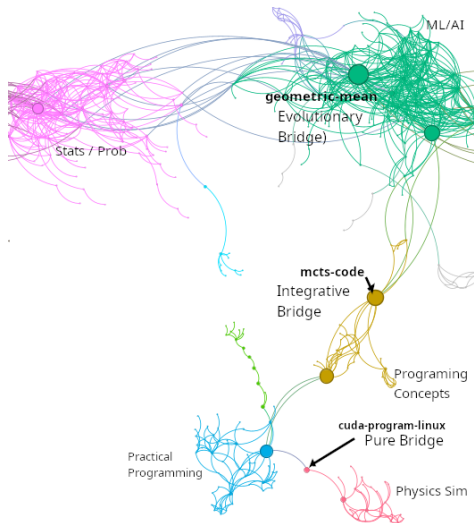 ML/AI
geometric-mean
Evolutionary
Bridge)
Stats / Prob
mcts-code
Integrative
Bridge
Programing
Concepts
cuda-program-linux
Pure Bridge
Practical
Programming
Physics Sim